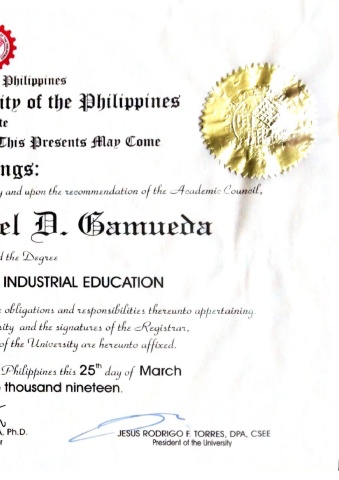 Philippines
ity of the Philippines
te
This Presents May Come
ngs:
y and upon the recommendation of the Academic Council,
el D. Gamueda
d the Degree
INDUSTRIAL EDUCATION
e obligations and responsibilities thereunto appertaining.
sity and the signatures of the Registrar,
of the University are hereunto affixed.
Philippines this 25th day of March
e thousand nineteen.
A, Ph.D.
r
JESUS RODRIGO F. TORRES, DPA, CSEE
President of the University